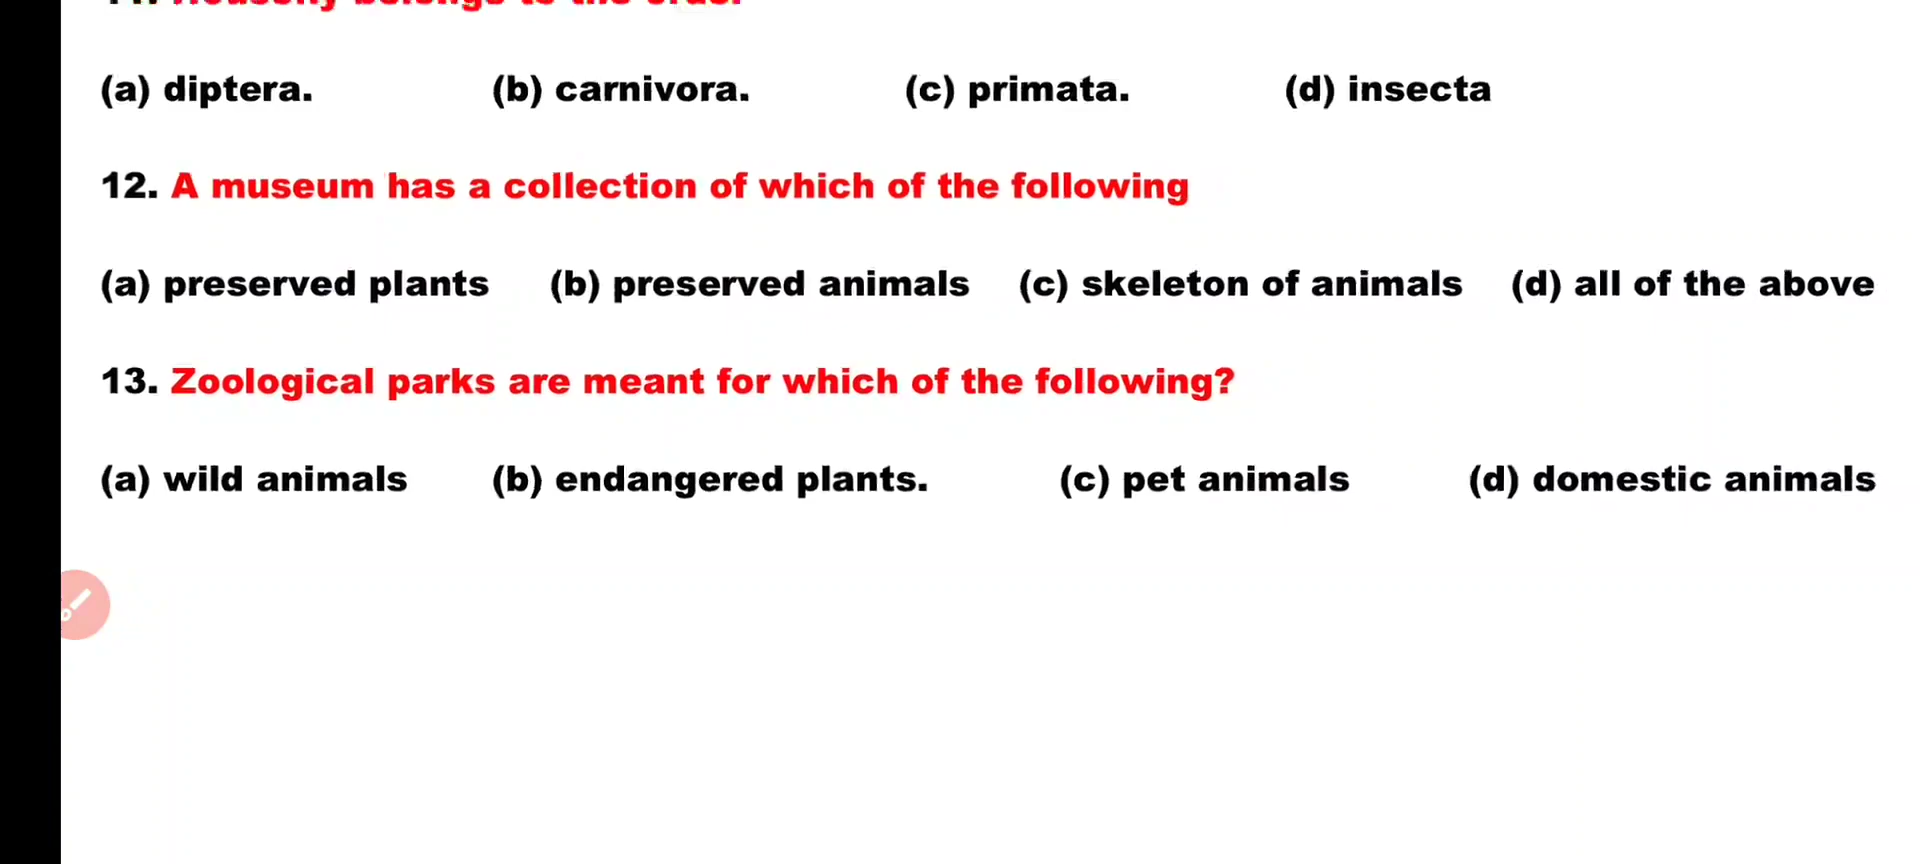 (a) diptera. (b) carnivora. (c) primata. (d) insecta
12. A museum has a collection of which of the following
(a) preserved plants (b) preserved animals (c) skeleton of animals (d) all of the above
13. Zoological parks are meant for which of the following?
(a) wild animals (b) endangered plants. (c) pet animals (d) domestic animals